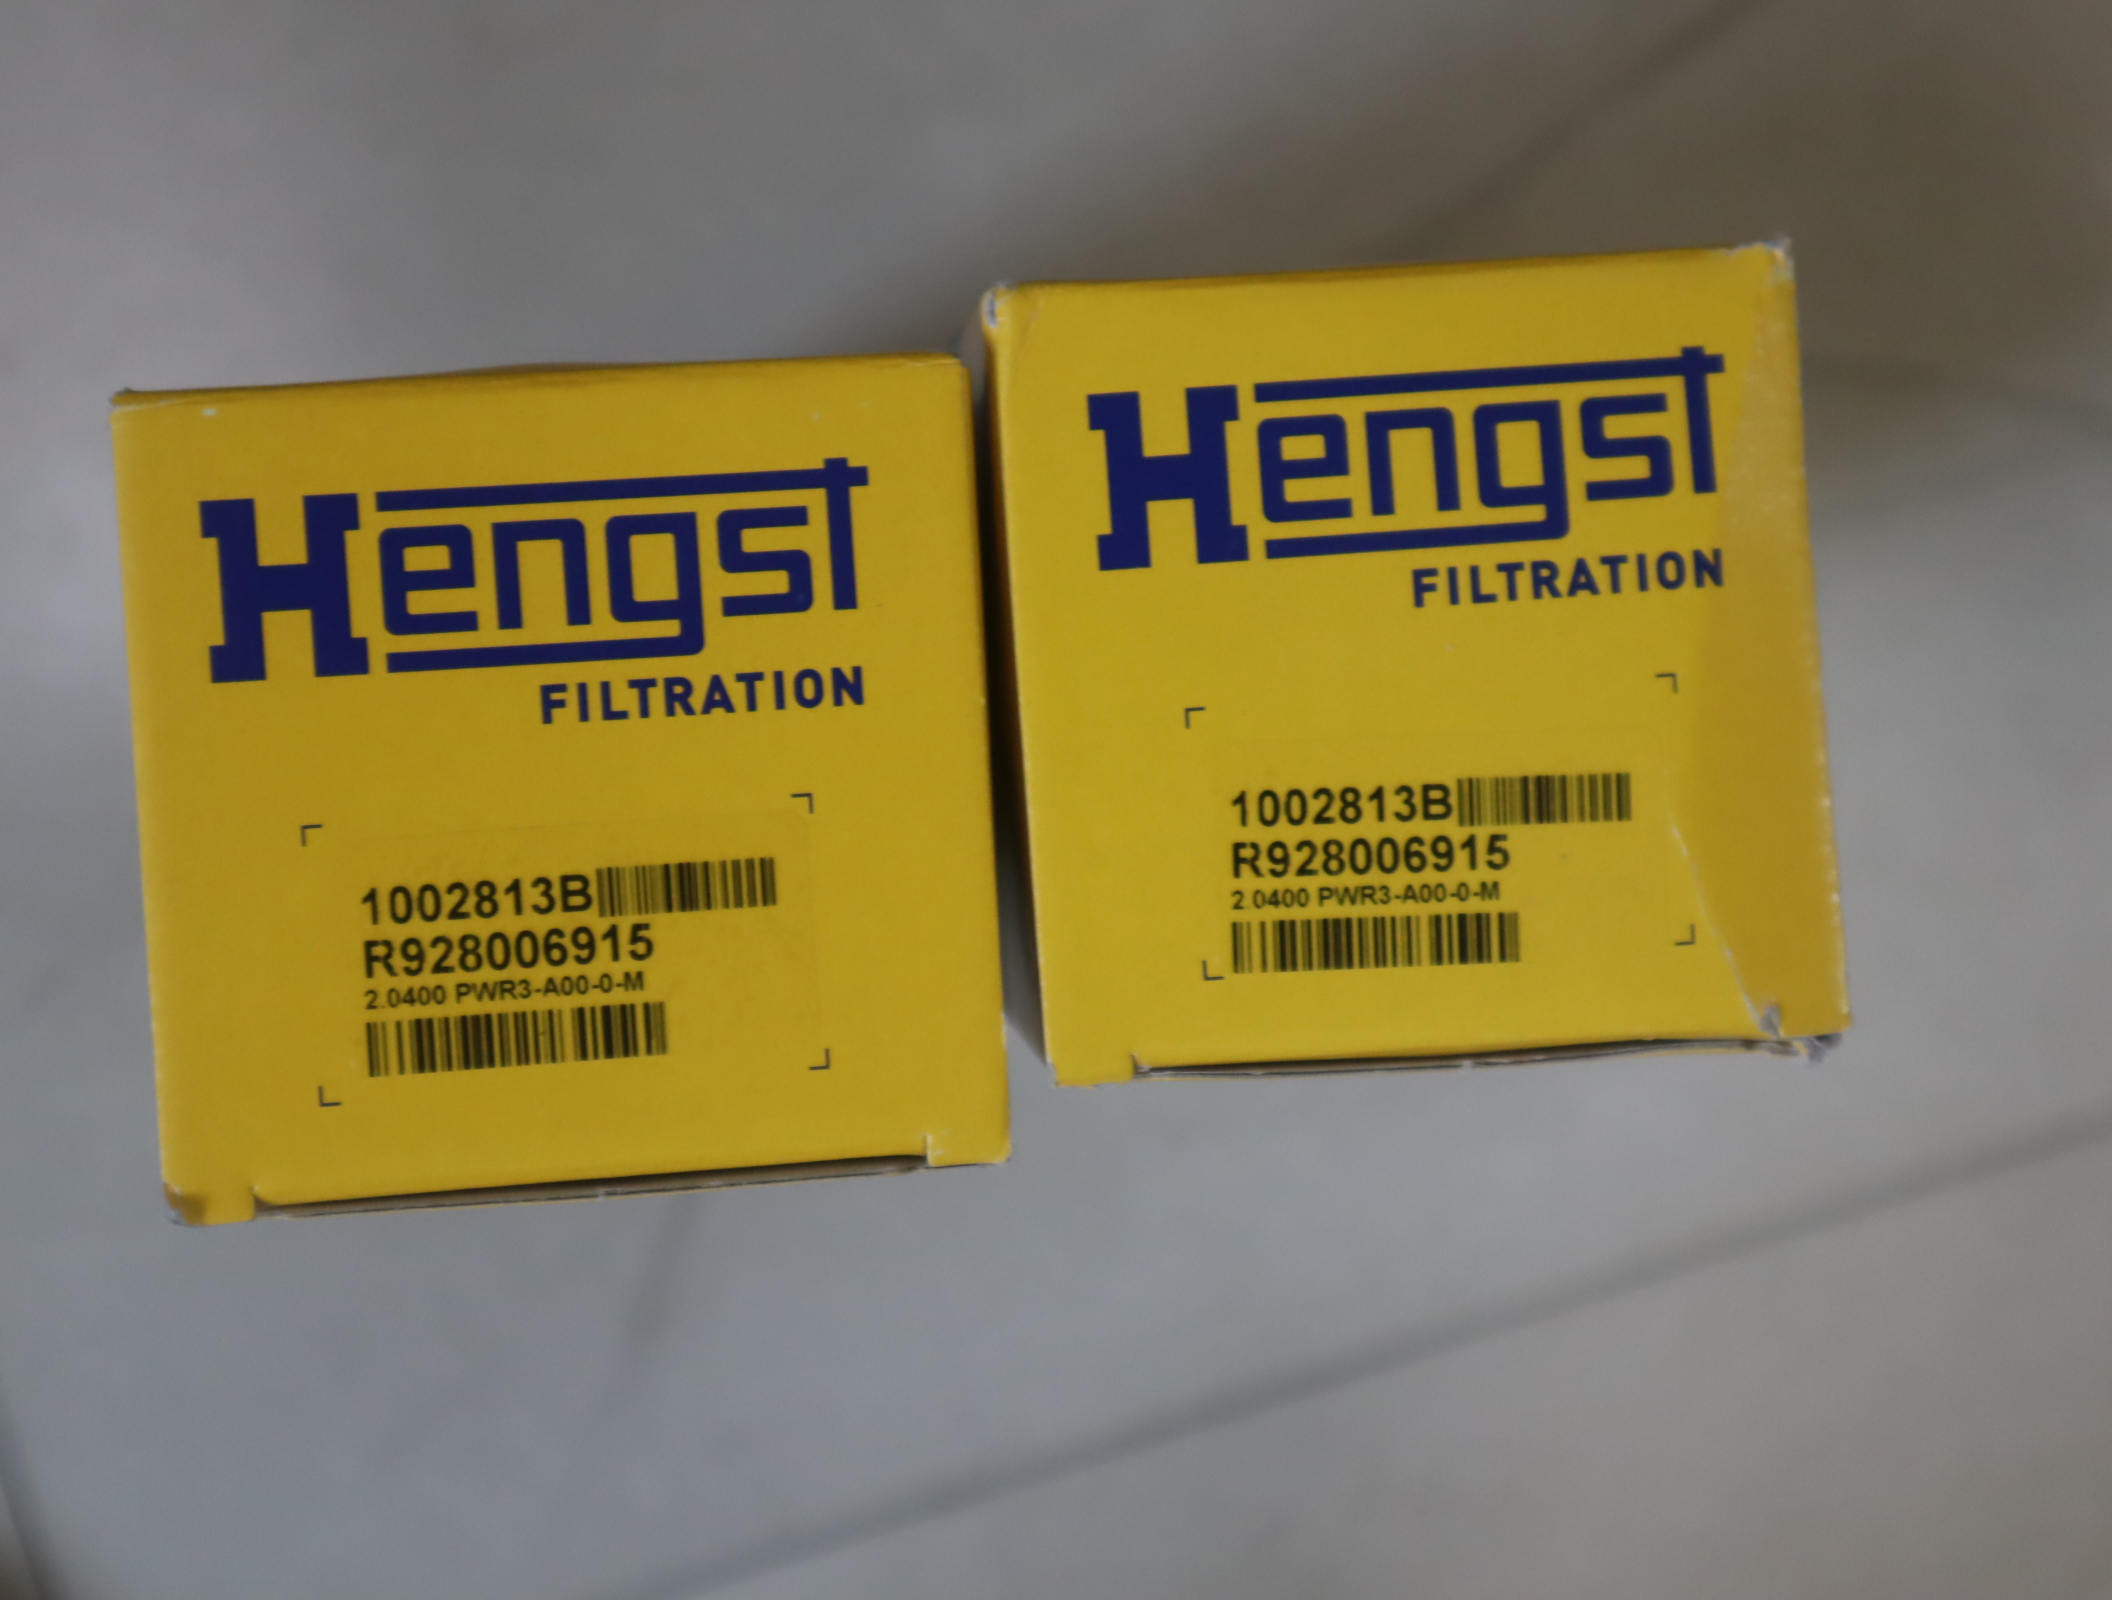 Hengst
FILTRATION
1002813B
R928006915
2.0400 PWR3-A00-0-M
Hengst
FILTRATION
1002813B
R928006915
2.0400 PWR3-A00-0-M